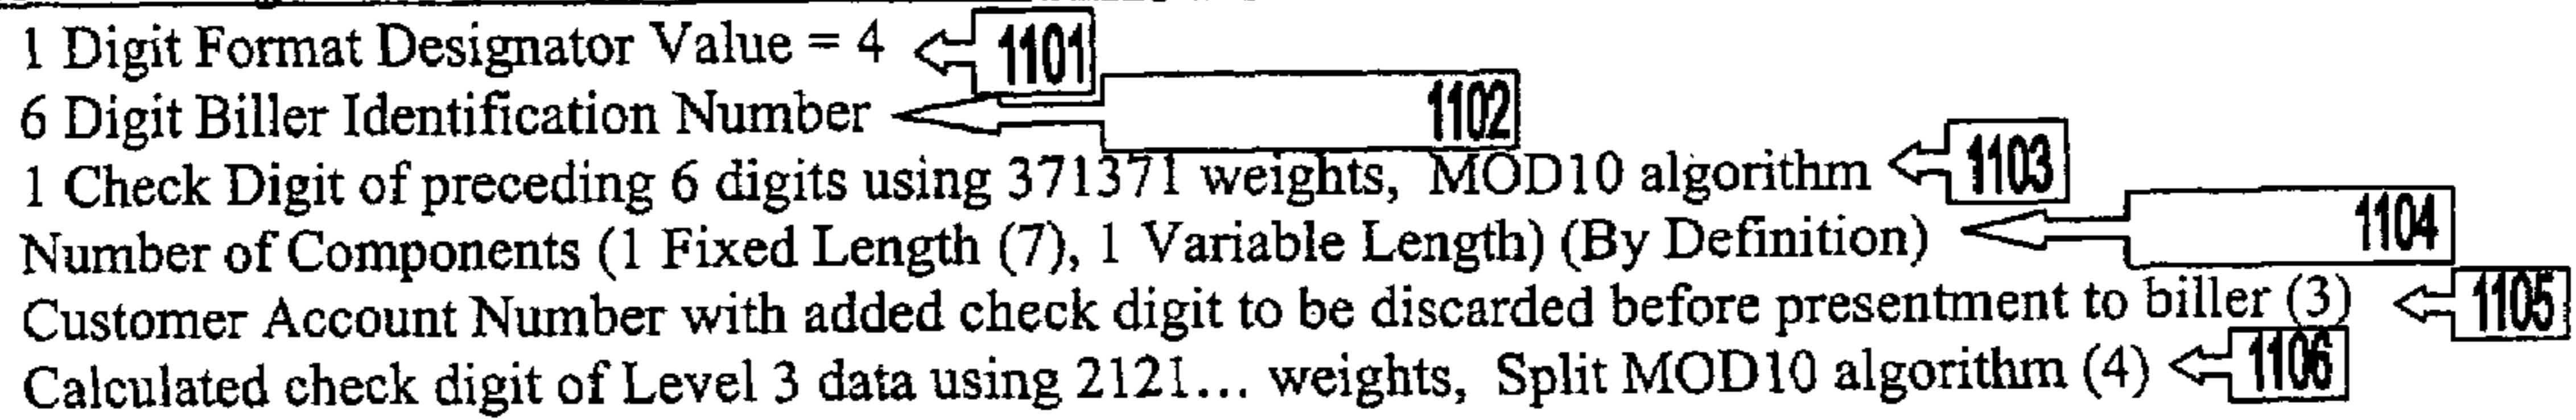 1 Digit Format Designator Value = 4 1101
6 Digit Biller Identification Number 1102
1 Check Digit of preceding 6 digits using 371371 weights, MOD10 algorithm 1103
Number of Components (1 Fixed Length (7), 1 Variable Length) (By Definition) 1104
Customer Account Number with added check digit to be discarded before presentment to biller (3) 1105
Calculated check digit of Level 3 data using 2121... weights, Split MOD10 algorithm (4) 1106